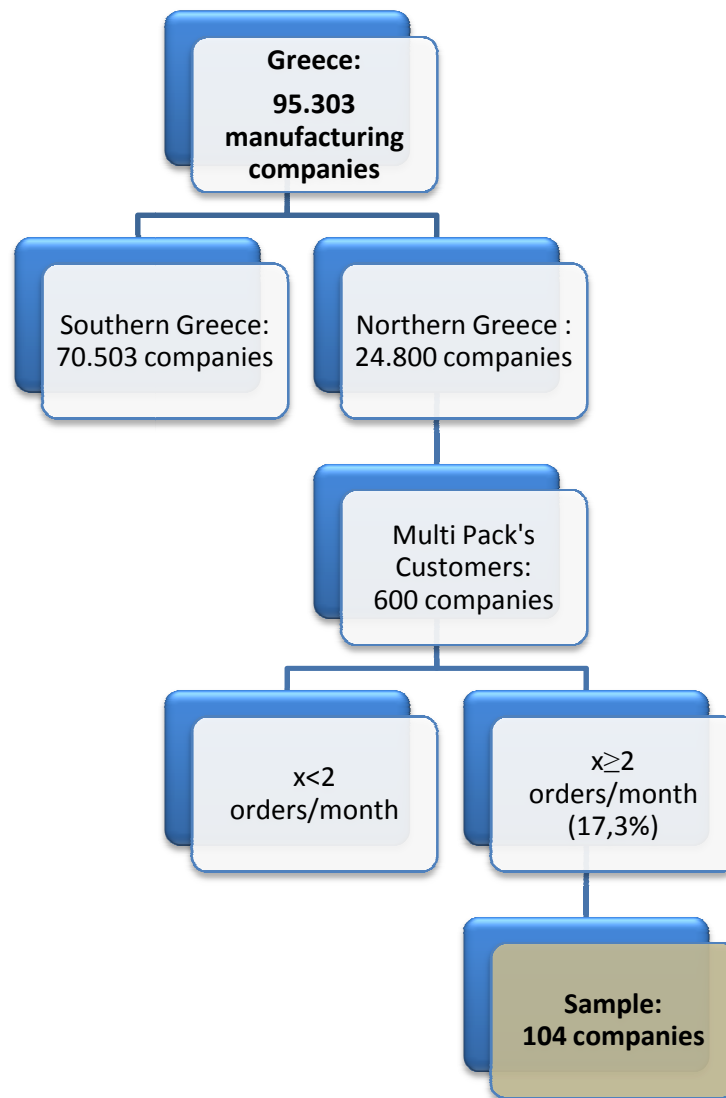 Greece:
95.303
manufacturing
companies
Southern Greece:
70.503 companies
Northern Greece :
24.800 companies
Multi Pack's
Customers:
600 companies
x<2
orders/month
x≥2
orders/month
(17,3%)
Sample:
104 companies